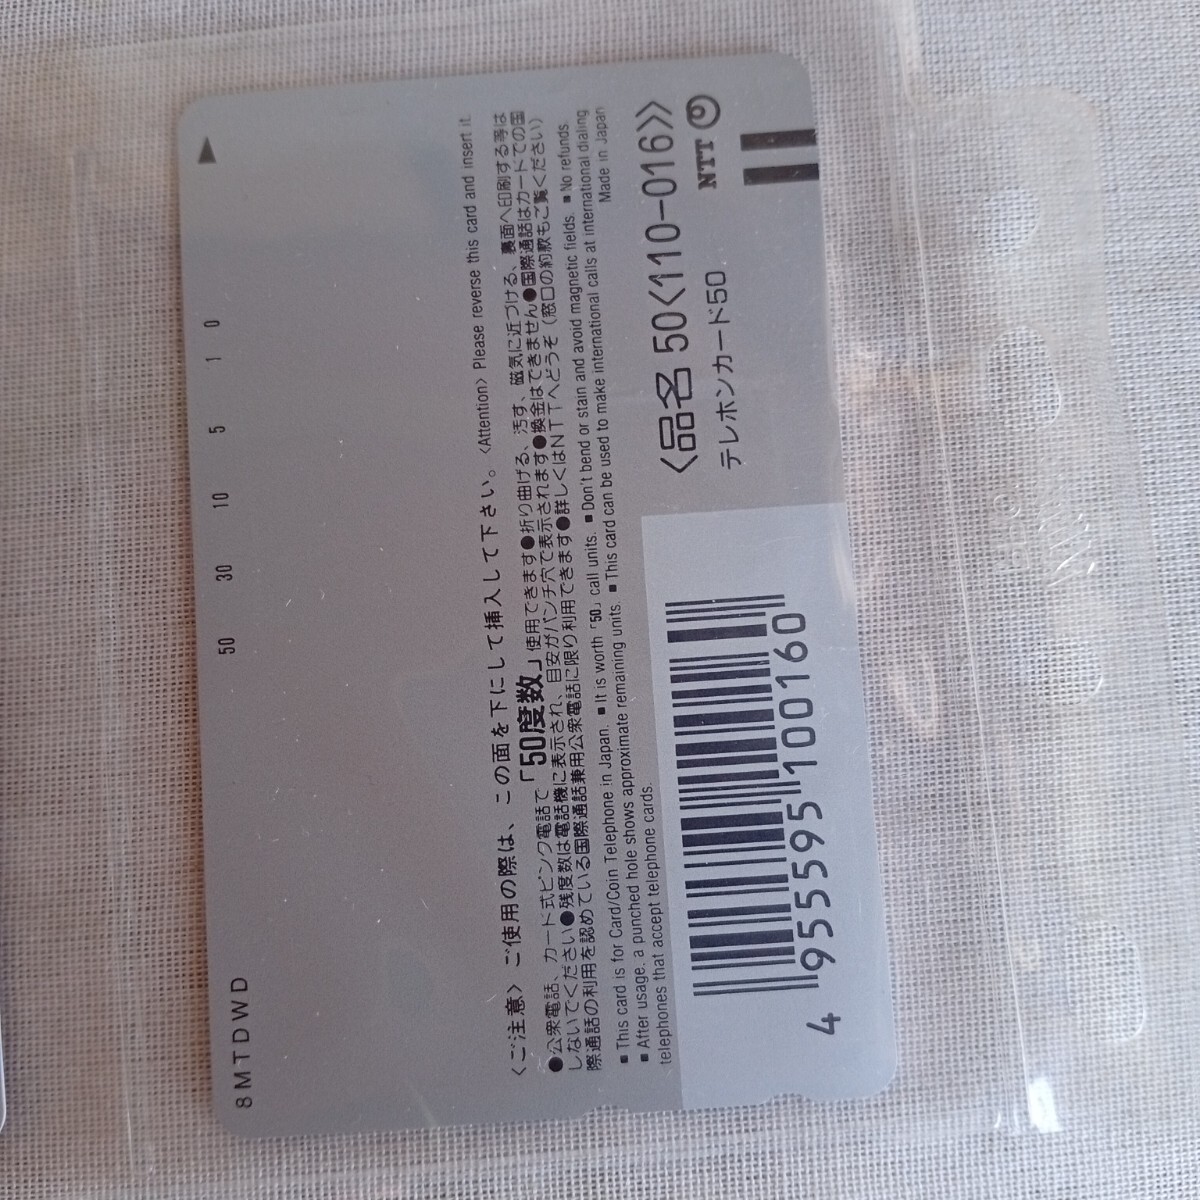 8MTDWD
50 30 10 5 1 0
〈ご注意〉ご使用の際は、この面を下にして挿入して下さい。〈Attention〉Please reverse this card and insert it.
●公衆電話、カード式ピンク電話で「50度数」使用できます●折り曲げる、汚す、磁気に近づける、裏面へ印刷する等は
しないでください●残度数は電話機に表示され、目安がパンチ穴で表示されます●換金はできません●国際通話はカードでの国
際通話の利用を認めている国際通話兼用公衆電話に限り利用できます●詳しくはNTTへどうぞ(窓口の約款もご覧ください)
■This card is for Card/Coin Telephone in Japan. ■It is worth「50」call units. ■Don't bend or stain and avoid magnetic fields. ■No refunds.
■After usage, a punched hole shows approximate remaining units. ■This card can be used to make international calls at international dialing
telephones that accept telephone cards. Made in Japan
〈品名 50〈110-016〉〉 NTT
テレホンカード50
4 955595 100160